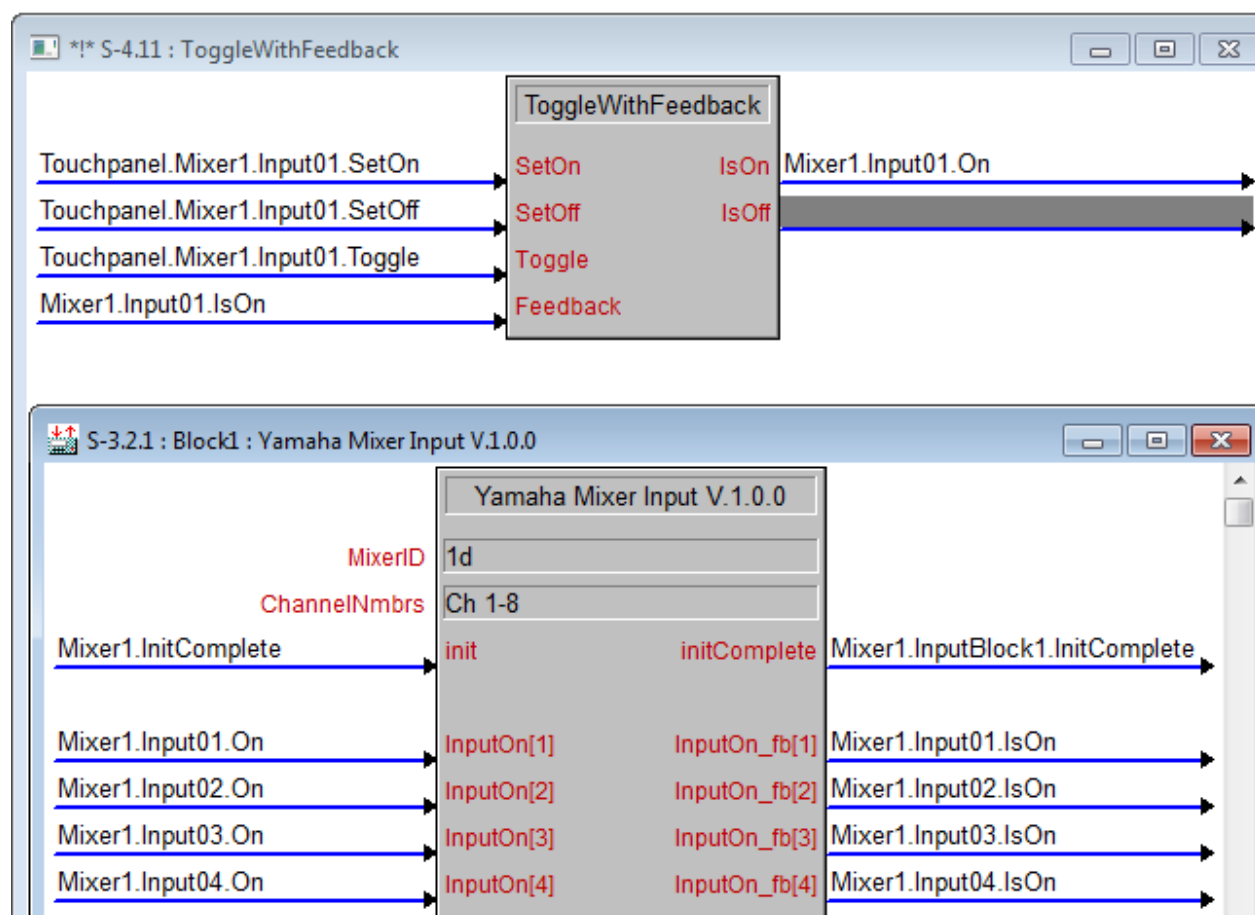 *!* S-4.11 : ToggleWithFeedback
ToggleWithFeedback
Touchpanel.Mixer1.Input01.SetOn SetOn IsOn Mixer1.Input01.On
Touchpanel.Mixer1.Input01.SetOff SetOff IsOff
Touchpanel.Mixer1.Input01.Toggle Toggle
Mixer1.Input01.IsOn Feedback
S-3.2.1 : Block1 : Yamaha Mixer Input V.1.0.0
Yamaha Mixer Input V.1.0.0
MixerID 1d
ChannelNmbrs Ch 1-8
Mixer1.InitComplete init initComplete Mixer1.InputBlock1.InitComplete
Mixer1.Input01.On InputOn[1] InputOn_fb[1] Mixer1.Input01.IsOn
Mixer1.Input02.On InputOn[2] InputOn_fb[2] Mixer1.Input02.IsOn
Mixer1.Input03.On InputOn[3] InputOn_fb[3] Mixer1.Input03.IsOn
Mixer1.Input04.On InputOn[4] InputOn_fb[4] Mixer1.Input04.IsOn